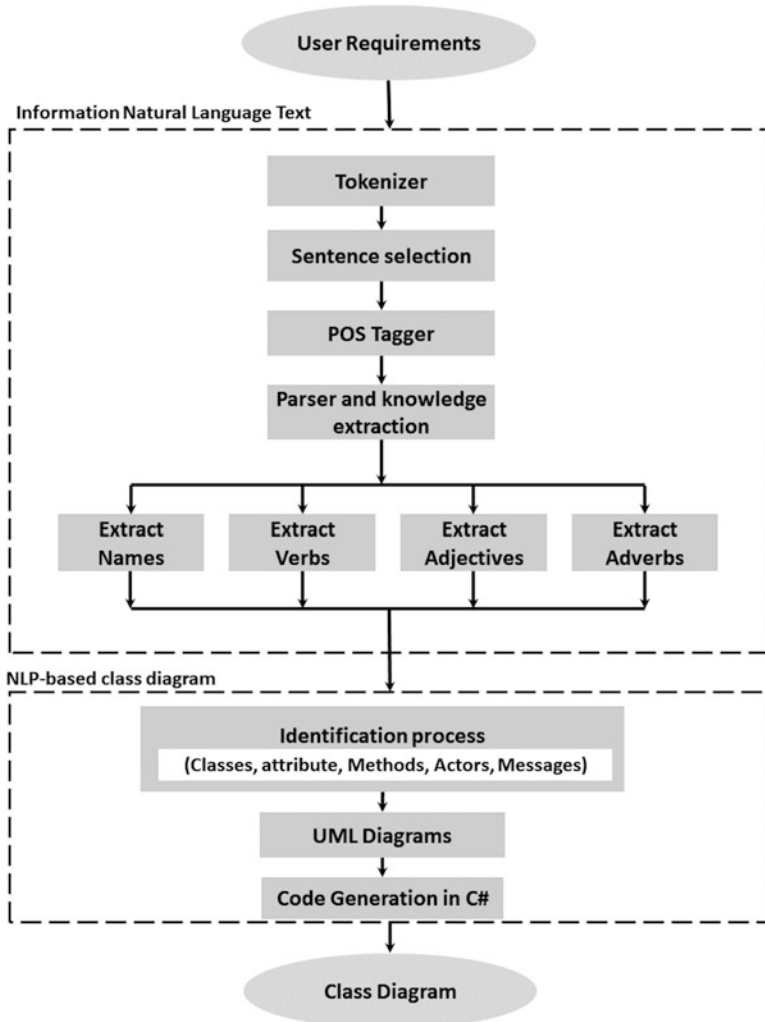 User Requirements
Information Natural Language Text
Tokenizer
Sentence selection
POS Tagger
Parser and knowledge
extraction
Extract
Names
Extract
Verbs
Extract
Adjectives
Extract
Adverbs
NLP-based class diagram
Identification process
(Classes, attribute, Methods, Actors, Messages)
UML Diagrams
Code Generation in C#
Class Diagram